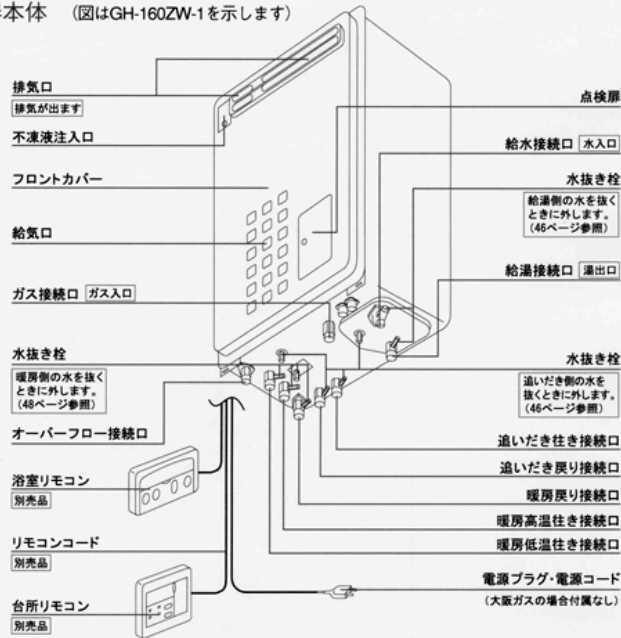 本体 (図はGH-160ZW-1を示します)
排気口
排気が出ます
不凍液注入口
フロントカバー
給気口
ガス接続口 ガス入口
水抜き栓
暖房側の水を抜く
ときに外します。
(48ページ参照)
オーバーフロー接続口
浴室リモコン
別売品
リモコンコード
別売品
台所リモコン
別売品
点検扉
給水接続口 水入口
水抜き栓
給湯側の水を抜く
ときに外します。
(46ページ参照)
給湯接続口 湯出口
水抜き栓
追いだき側の水を
抜くときに外します。
(46ページ参照)
追いだき往き接続口
追いだき戻り接続口
暖房戻り接続口
暖房高温往き接続口
暖房低温往き接続口
電源プラグ・電源コード
(大阪ガスの場合付属なし)